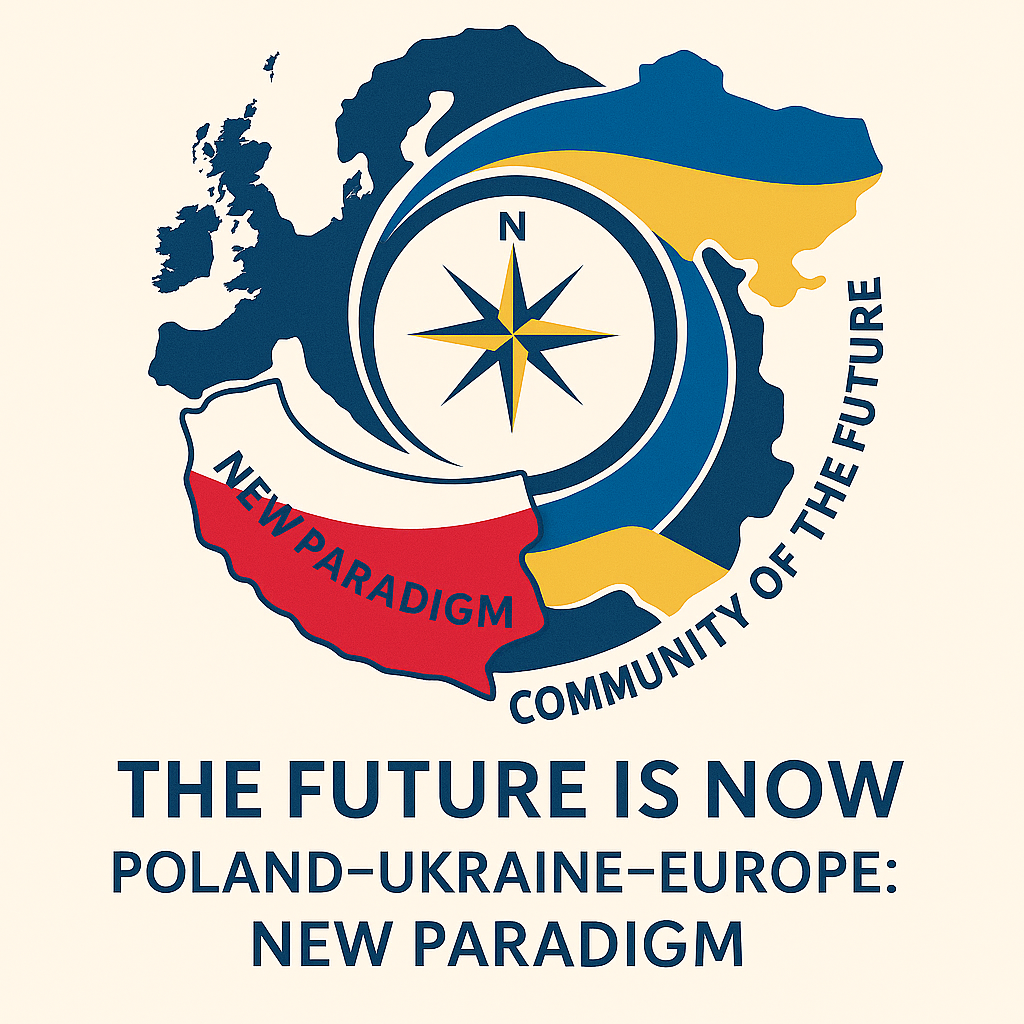 N
NEW PARADIGM
COMMUNITY OF THE FUTURE
THE FUTURE IS NOW
POLAND–UKRAINE–EUROPE:
NEW PARADIGM